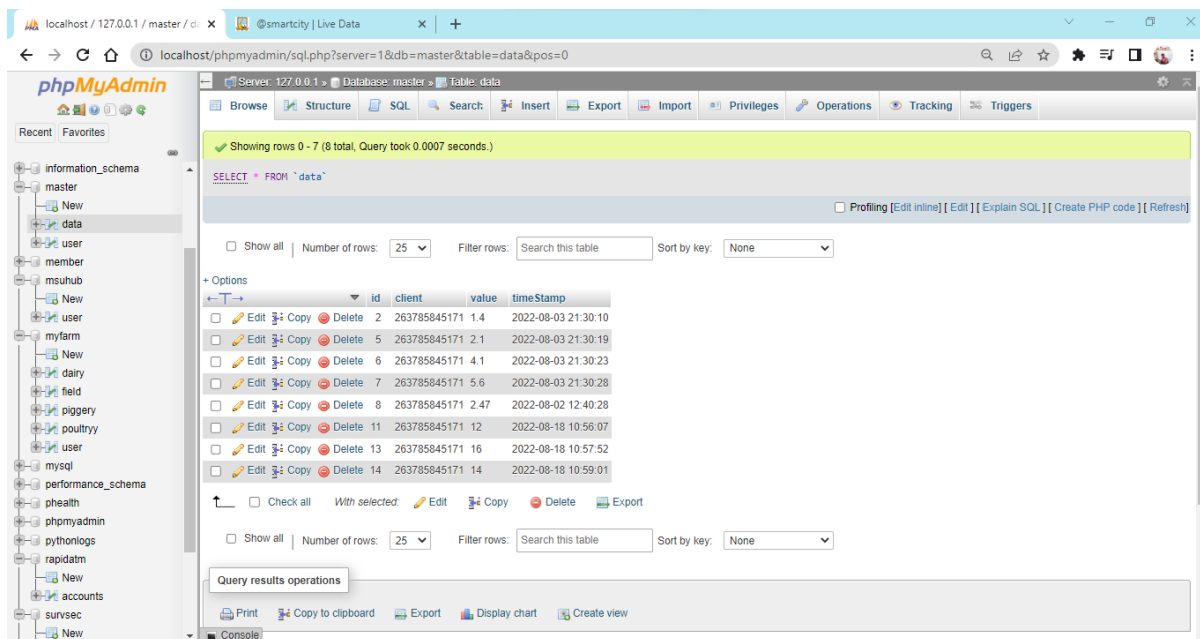 localhost / 127.0.0.1 / master / d
@smartcity | Live Data
localhost/phpmyadmin/sql.php?server=1&db=master&table=data&pos=0
phpMyAdmin
Recent Favorites
information_schema
master
New
data
user
member
msuhub
New
user
myfarm
New
dairy
field
piggery
poultryy
user
mysql
performance_schema
phealth
phpmyadmin
pythonlogs
rapidatm
New
accounts
survsec
New
Server: 127.0.0.1 » Database: master » Table: data
Browse Structure SQL Search Insert Export Import Privileges Operations Tracking Triggers
Showing rows 0 - 7 (8 total, Query took 0.0007 seconds.)
SELECT * FROM `data`
Profiling [Edit inline] [ Edit ] [ Explain SQL ] [ Create PHP code ] [ Refresh]
Show all | Number of rows: 25 Filter rows: Search this table Sort by key: None
+ Options
←T→ id client value timeStamp
Edit Copy Delete 2 263785845171 1.4 2022-08-03 21:30:10
Edit Copy Delete 5 263785845171 2.1 2022-08-03 21:30:19
Edit Copy Delete 6 263785845171 4.1 2022-08-03 21:30:23
Edit Copy Delete 7 263785845171 5.6 2022-08-03 21:30:28
Edit Copy Delete 8 263785845171 2.47 2022-08-02 12:40:28
Edit Copy Delete 11 263785845171 12 2022-08-18 10:56:07
Edit Copy Delete 13 263785845171 16 2022-08-18 10:57:52
Edit Copy Delete 14 263785845171 14 2022-08-18 10:59:01
Check all With selected: Edit Copy Delete Export
Show all | Number of rows: 25 Filter rows: Search this table Sort by key: None
Query results operations
Print Copy to clipboard Export Display chart Create view
Console